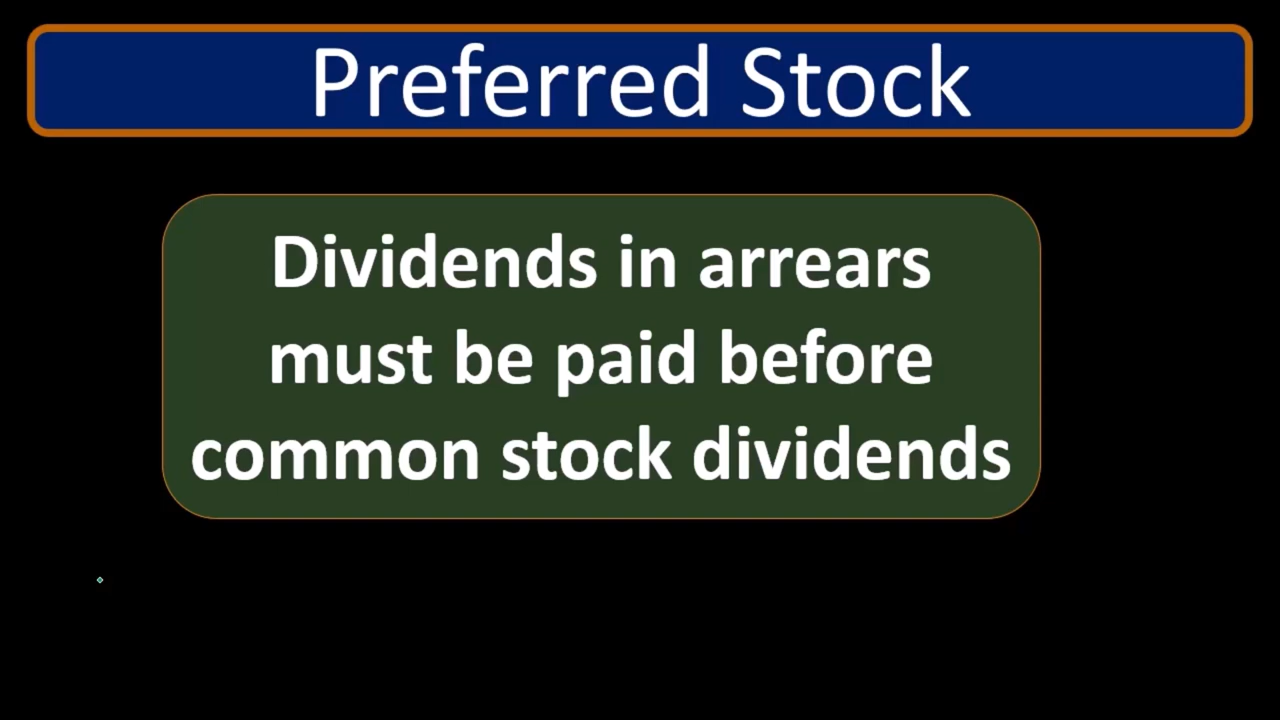 Preferred Stock
Dividends in arrears
must be paid before
common stock dividends